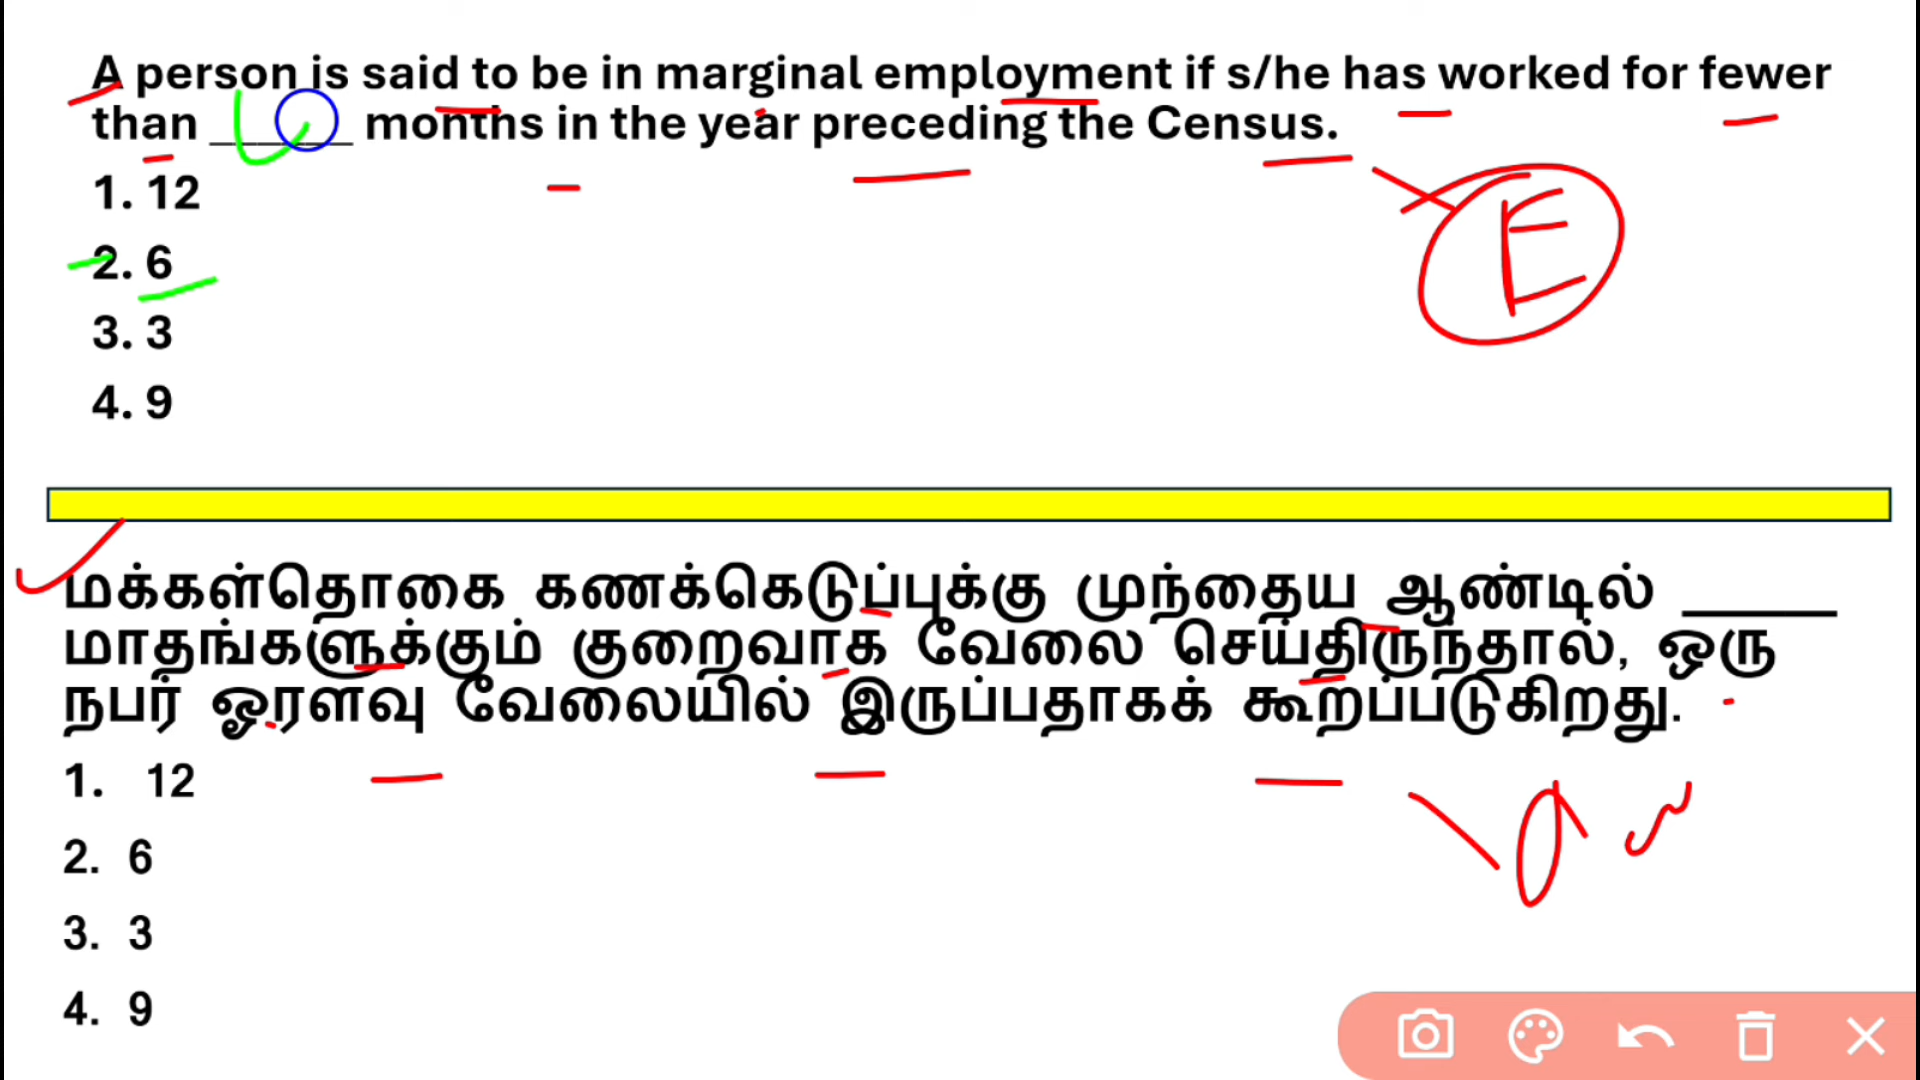 A person is said to be in marginal employment if s/he has worked for fewer
than ______ months in the year preceding the Census.
1. 12
2. 6
3. 3
4. 9
E
மக்கள்தொகை கணக்கெடுப்புக்கு முந்தைய ஆண்டில் ______
மாதங்களுக்கும் குறைவாக வேலை செய்திருந்தால், ஒரு
நபர் ஓரளவு வேலையில் இருப்பதாகக் கூறப்படுகிறது.
1. 12
2. 6
3. 3
4. 9